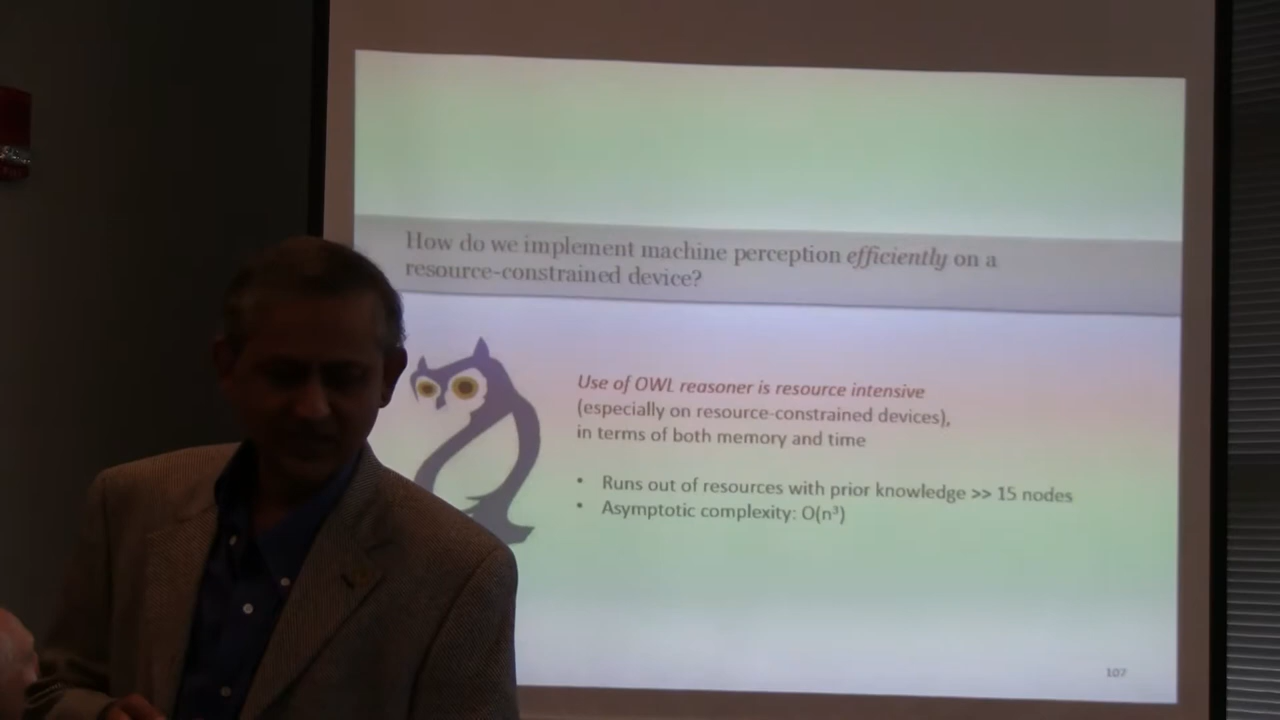 How do we implement machine perception efficiently on a
resource-constrained device?
Use of OWL reasoner is resource intensive
(especially on resource-constrained devices),
in terms of both memory and time
• Runs out of resources with prior knowledge >> 15 nodes
• Asymptotic complexity: O(n³)
107